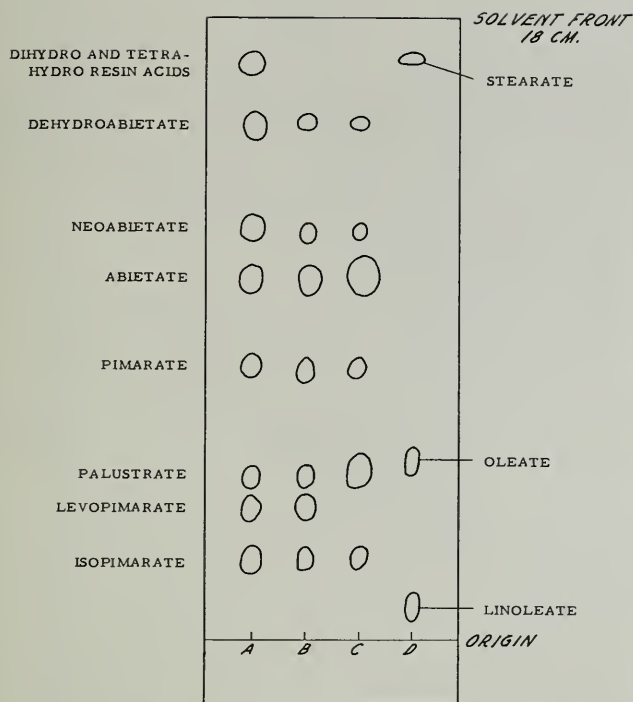 SOLVENT FRONT
18 CM.
DIHYDRO AND TETRA-
HYDRO RESIN ACIDS
STEARATE
DEHYDROABIETATE
NEOABIETATE
ABIETATE
PIMARATE
OLEATE
PALUSTRATE
LEVOPIMARATE
ISOPIMARATE
LINOLEATE
A B C D ORIGIN